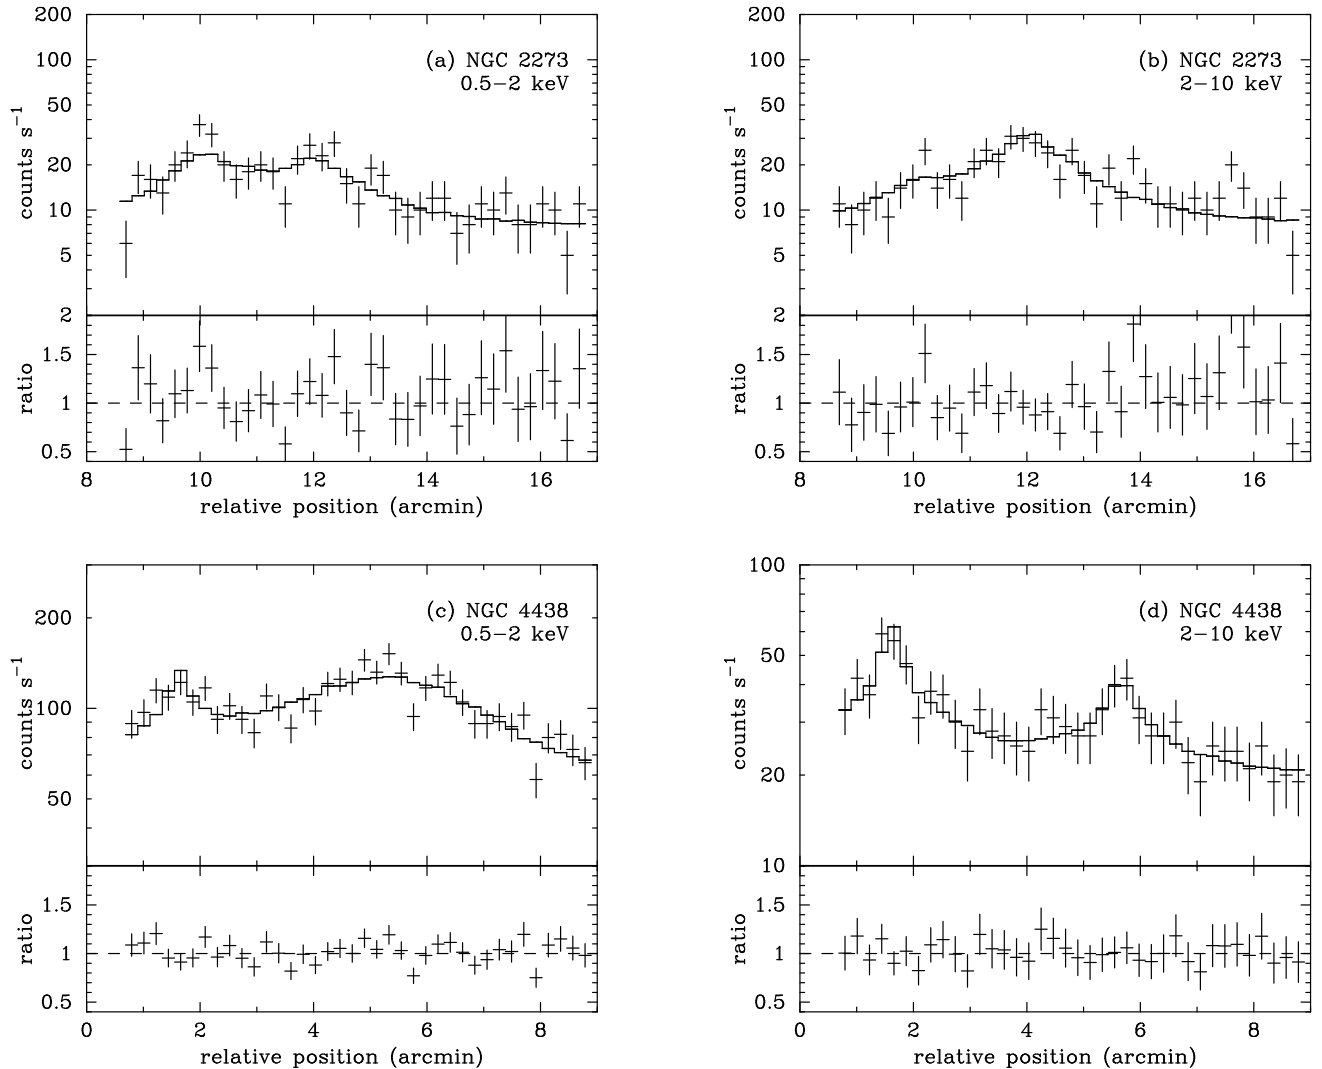 200
100
50
20
10
5
2
counts s−1
(a) NGC 2273
0.5−2 keV
1.5
1
0.5
ratio
8 10 12 14 16
relative position (arcmin)
200
100
50
20
10
5
2
counts s−1
(b) NGC 2273
2−10 keV
1.5
1
0.5
ratio
8 10 12 14 16
relative position (arcmin)
200
100
50
counts s−1
(c) NGC 4438
0.5−2 keV
1.5
1
0.5
ratio
0 2 4 6 8
relative position (arcmin)
100
50
20
10
counts s−1
(d) NGC 4438
2−10 keV
1.5
1
0.5
ratio
0 2 4 6 8
relative position (arcmin)